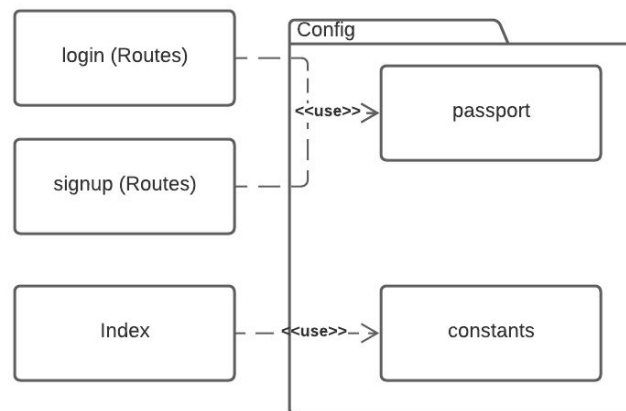 Config
login (Routes)
<<use>>
passport
signup (Routes)
Index
<<use>>
constants